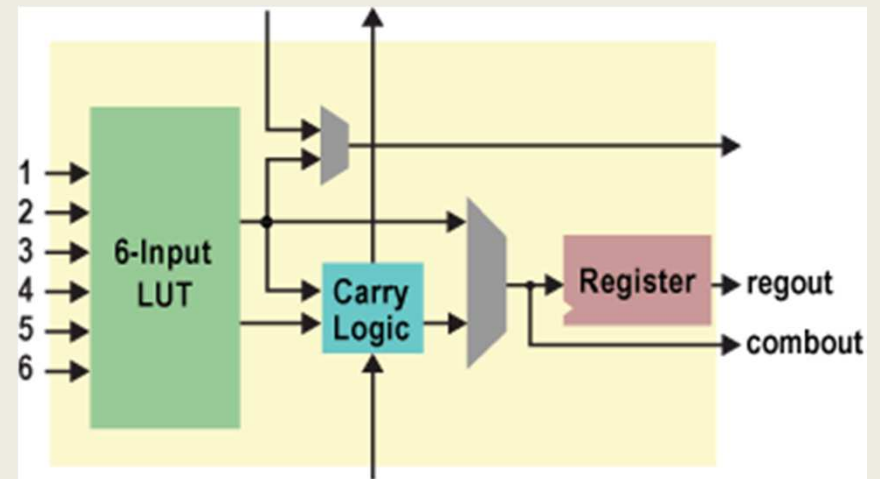 1
2
3
4
5
6
6-Input
LUT
Carry
Logic
Register
regout
combout